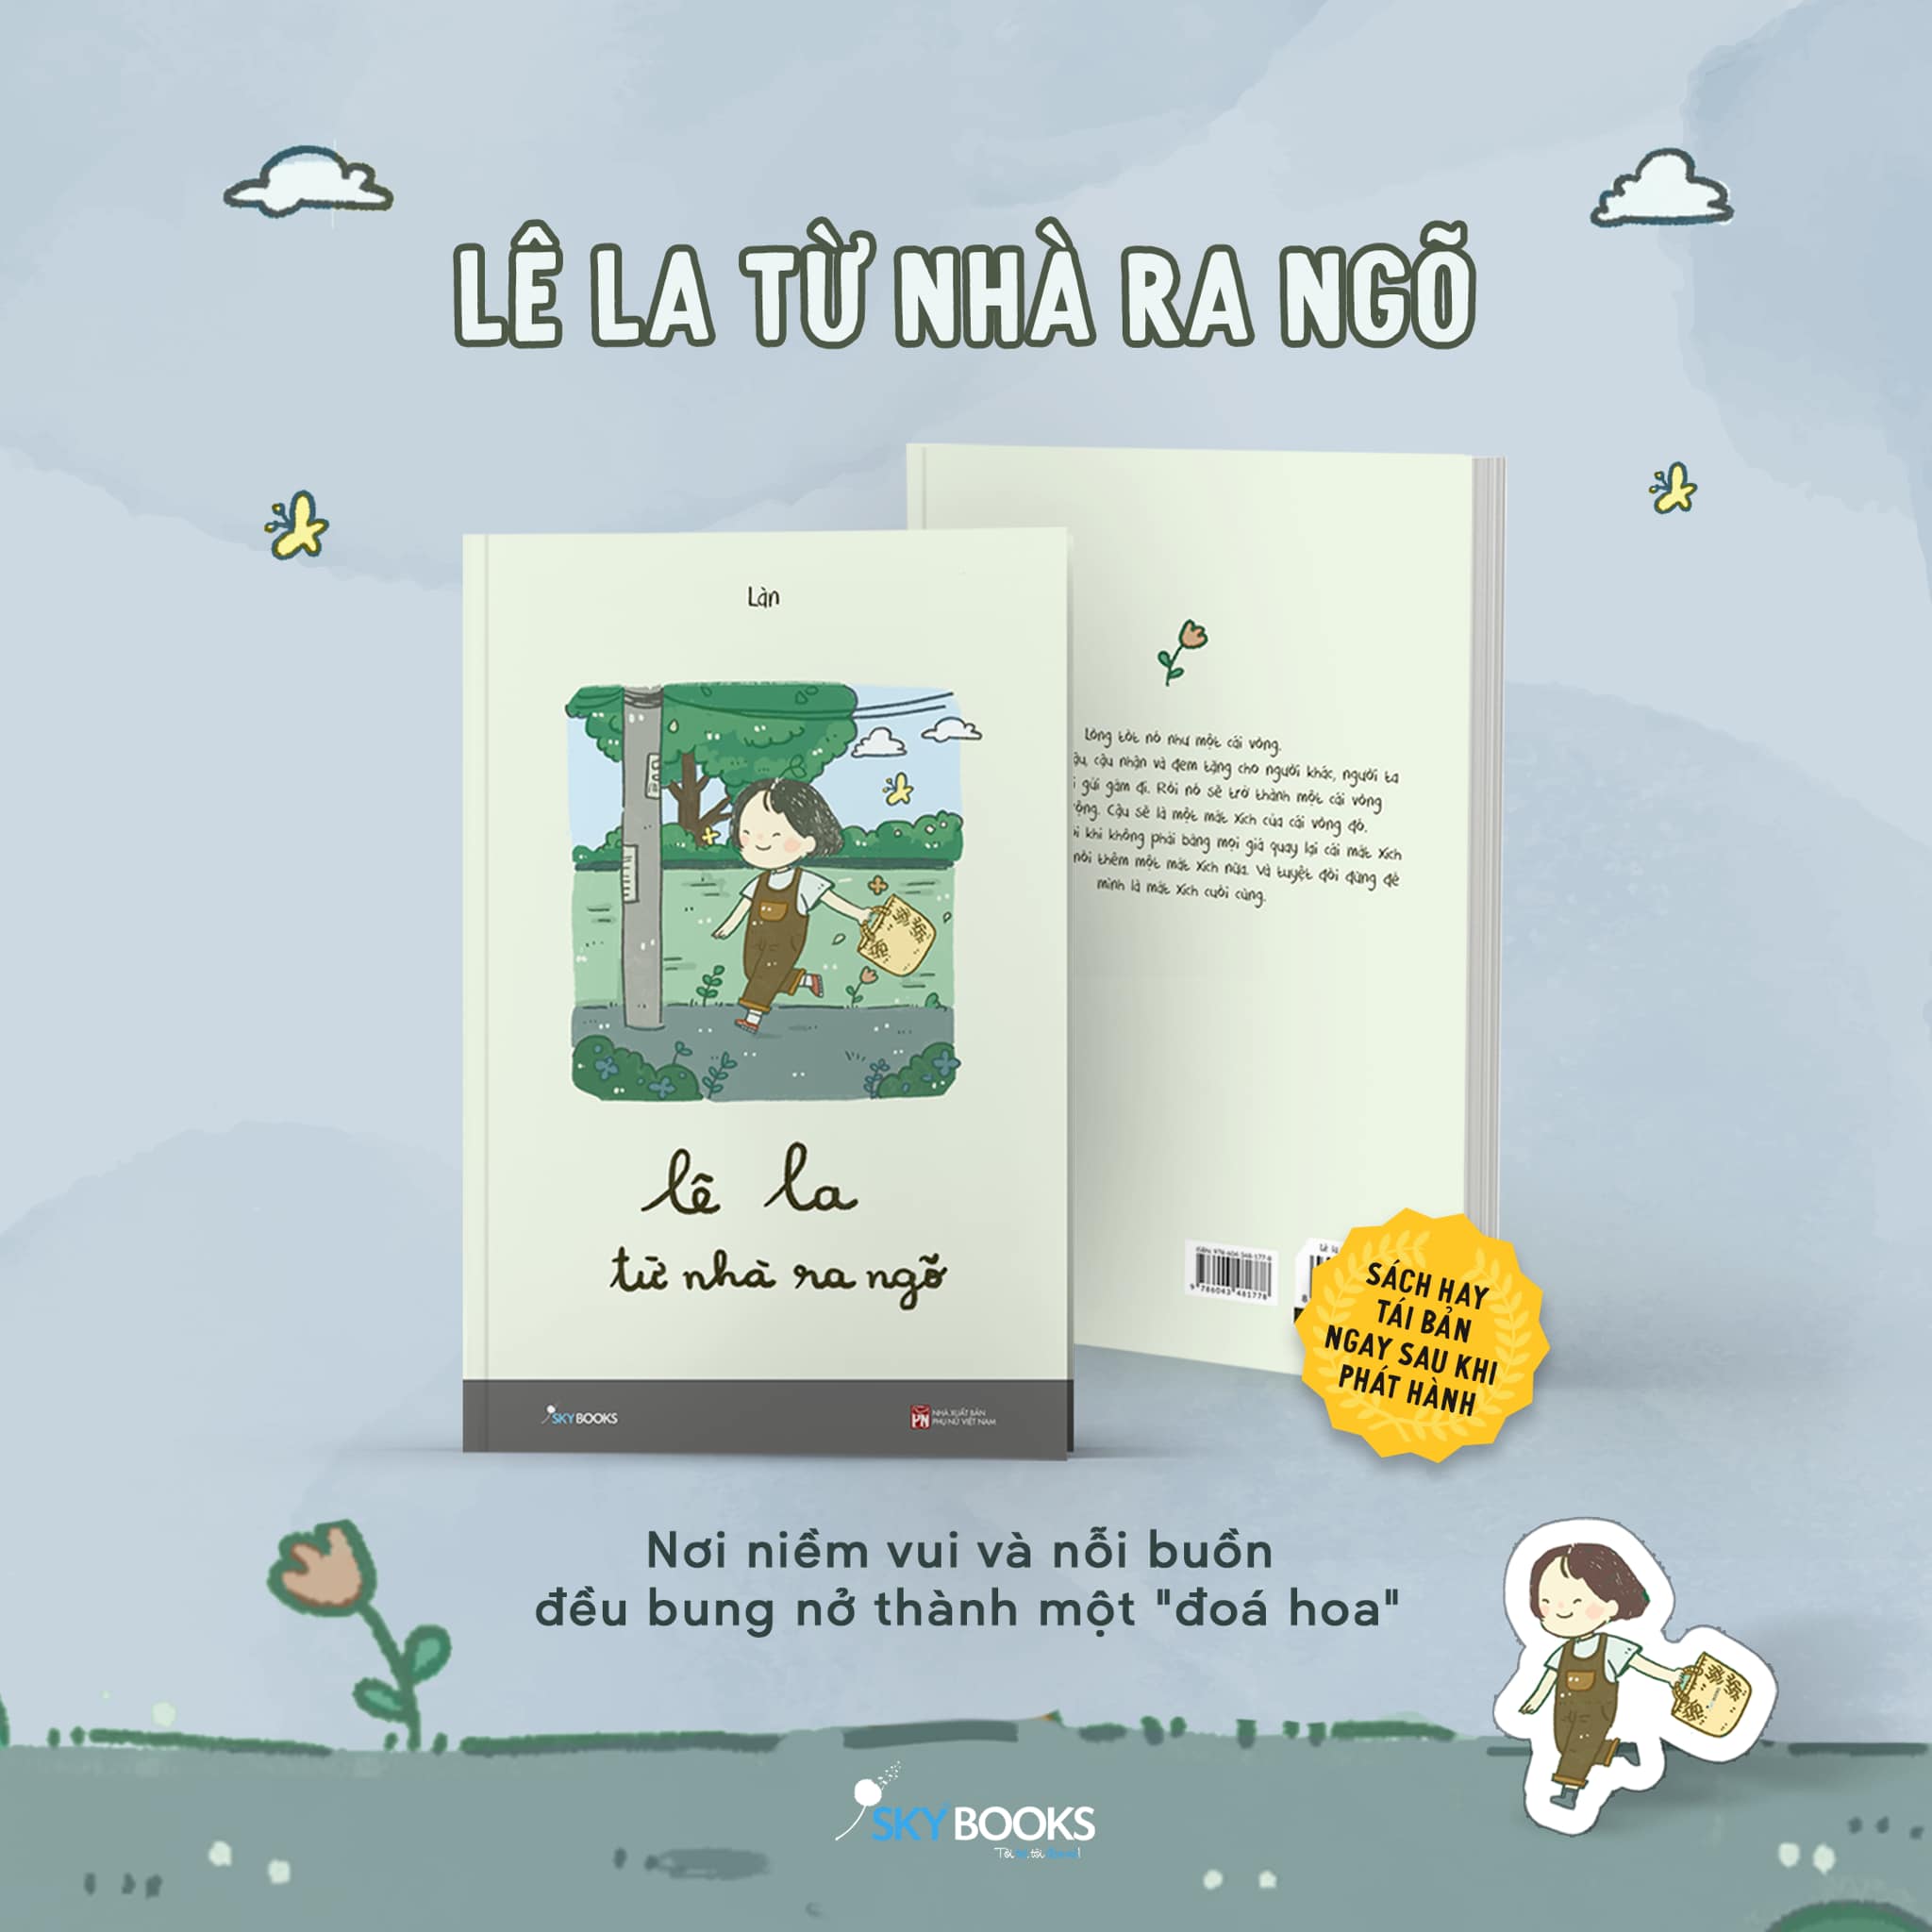 LÊ LA TỪ NHÀ RA NGÕ
Làn
lê la
từ nhà ra ngõ
SKYBOOKS
PN NHÀ XUẤT BẢN
PHỤ NỮ VIỆT NAM
Lòng tốt nó như một cái vòng.
cậu nhận và đem tặng cho người khác, người ta
gửi gắm đi. Rồi nó sẽ trở thành một cái vòng
Cậu sẽ là một mắt xích của cái vòng đó.
khi không phải bằng mọi giá quay lại cái mắt xích
thêm một mắt xích nữa. Và tuyệt đối đừng để
mình là mắt xích cuối cùng.
9 786043 481778
SÁCH HAY
TÁI BẢN
NGAY SAU KHI
PHÁT HÀNH
Nơi niềm vui và nỗi buồn
đều bung nở thành một "đoá hoa"
SKYBOOKS